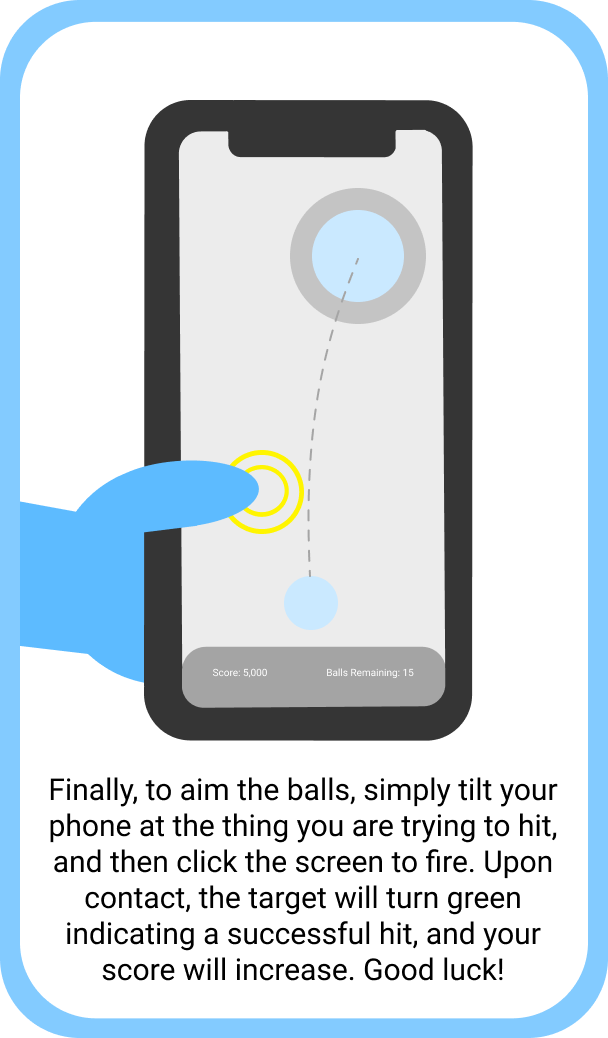 Score: 5,000 Balls Remaining: 15
Finally, to aim the balls, simply tilt your
phone at the thing you are trying to hit,
and then click the screen to fire. Upon
contact, the target will turn green
indicating a successful hit, and your
score will increase. Good luck!